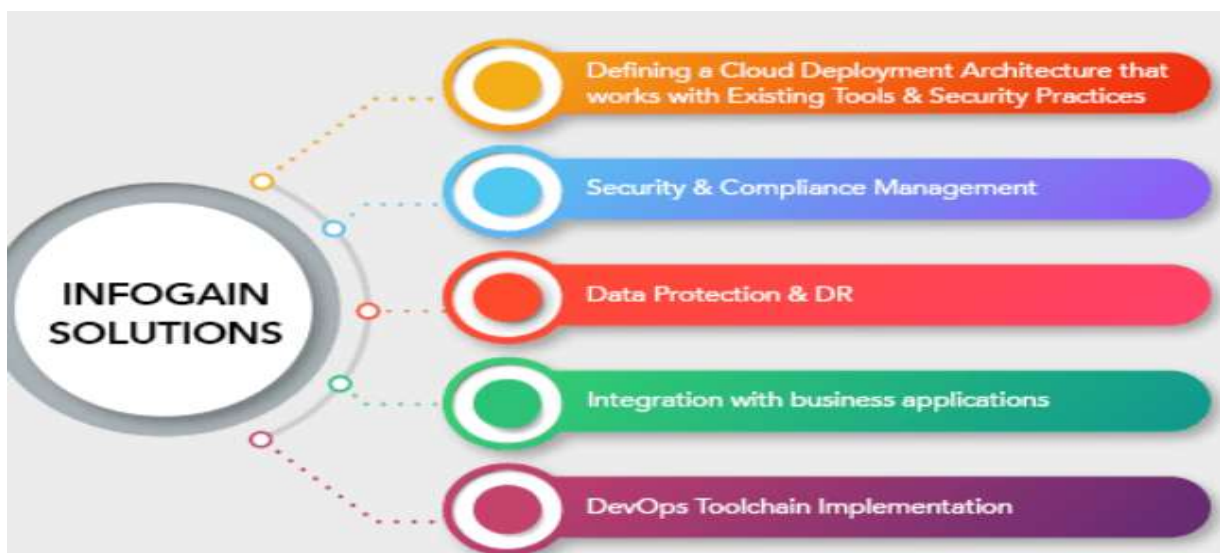 INFOGAIN
SOLUTIONS
Defining a Cloud Deployment Architecture that
works with Existing Tools & Security Practices
Security & Compliance Management
Data Protection & DR
Integration with business applications
DevOps Toolchain Implementation